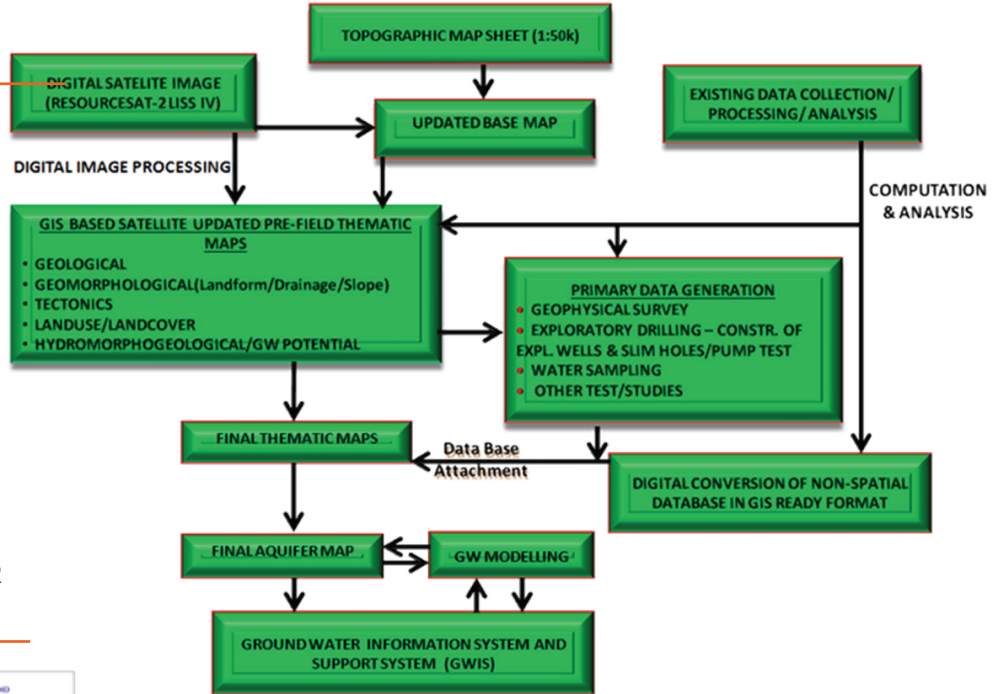 TOPOGRAPHIC MAP SHEET (1:50k)
DIGITAL SATELITE IMAGE
(RESOURCESAT-2 LISS IV)
EXISTING DATA COLLECTION/
PROCESSING/ANALYSIS
UPDATED BASE MAP
DIGITAL IMAGE PROCESSING
COMPUTATION
& ANALYSIS
GIS BASED SATELLITE UPDATED PRE-FIELD THEMATIC
MAPS
• GEOLOGICAL
• GEOMORPHOLOGICAL(Landform/Drainage/Slope)
• TECTONICS
• LANDUSE/LANDCOVER
• HYDROMORPHOGEOLOGICAL/GW POTENTIAL
PRIMARY DATA GENERATION
• GEOPHYSICAL SURVEY
• EXPLORATORY DRILLING – CONSTR. OF
EXPL. WELLS & SLIM HOLES/PUMP TEST
• WATER SAMPLING
• OTHER TEST/STUDIES
FINAL THEMATIC MAPS
Data Base
Attachment
DIGITAL CONVERSION OF NON-SPATIAL
DATABASE IN GIS READY FORMAT
FINAL AQUIFER MAP
GW MODELLING
GROUND WATER INFORMATION SYSTEM AND
SUPPORT SYSTEM (GWIS)